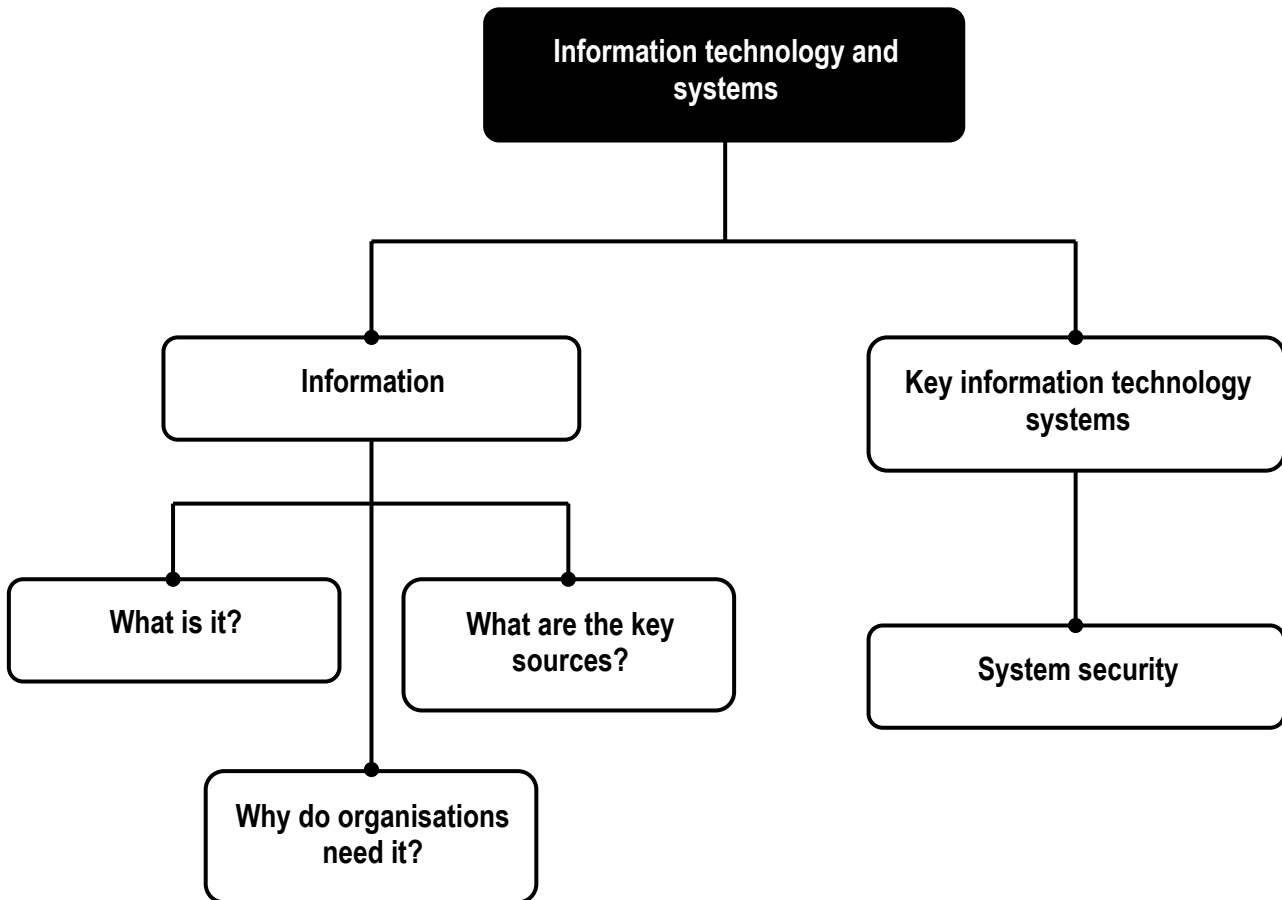 Information technology and
systems
Information
Key information technology
systems
What is it?
What are the key
sources?
System security
Why do organisations
need it?